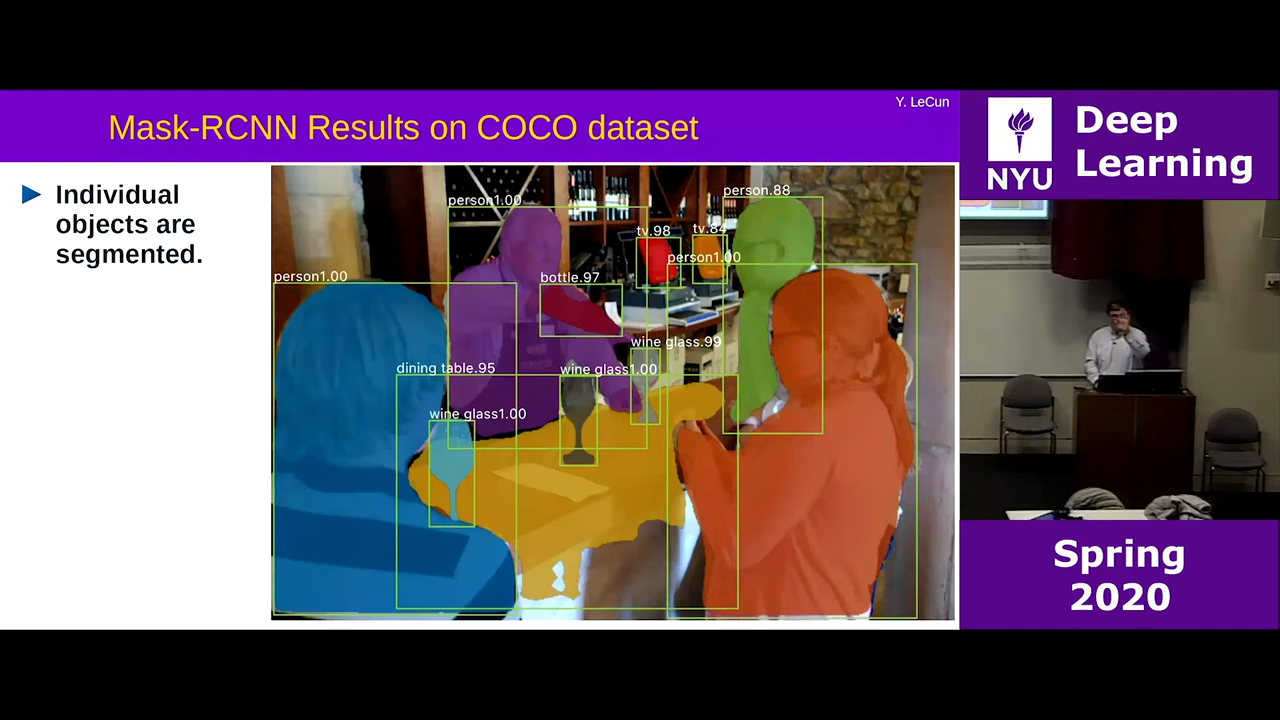 Y. LeCun
Mask-RCNN Results on COCO dataset
Individual
objects are
segmented.
person1.00
person.88
tv.98
tv.84
person1.00
person1.00
bottle.97
wine glass.99
dining table.95
wine glass1.00
wine glass1.00
NYU
Deep
Learning
Spring
2020